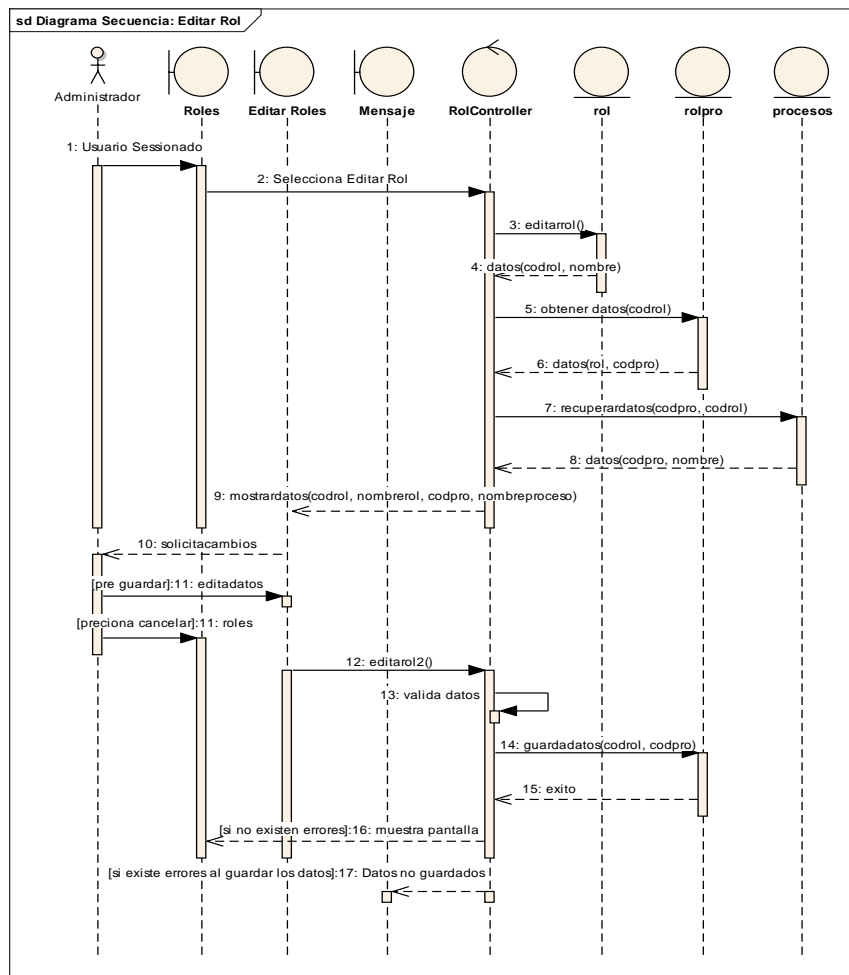 sd Diagrama Secuencia: Editar Rol
Administrador
Roles
Editar Roles
Mensaje
RolController
rol
rolpro
procesos
1: Usuario Sessionado
2: Selecciona Editar Rol
3: editarrol()
4: datos(codrol, nombre)
5: obtener datos(codrol)
6: datos(rol, codpro)
7: recuperardatos(codpro, codrol)
8: datos(codpro, nombre)
9: mostrardatos(codrol, nombrerol, codpro, nombreproceso)
10: solicitacambios
[pre guardar]:11: editadatos
[preciona cancelar]:11: roles
12: editarol2()
13: valida datos
14: guardadatos(codrol, codpro)
15: exito
[si no existen errores]:16: muestra pantalla
[si existe errores al guardar los datos]:17: Datos no guardados